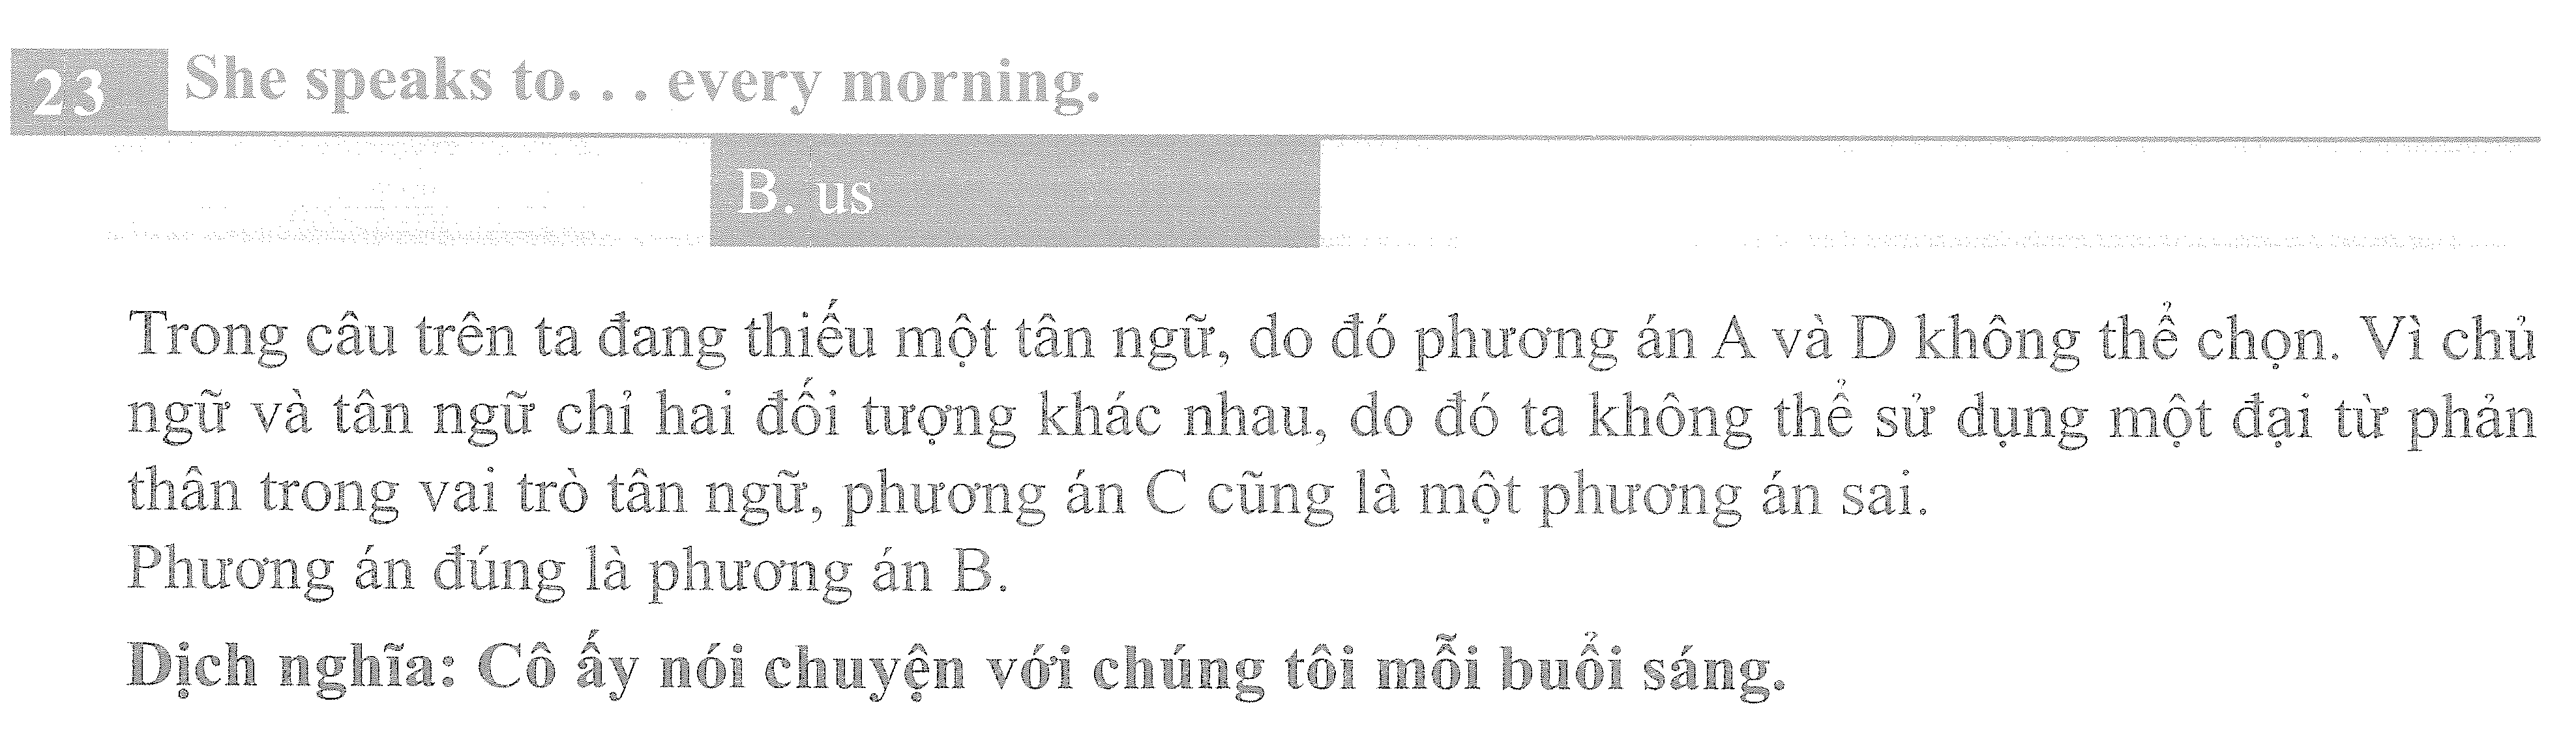 23 She speaks to. . . every morning.
B. us
Trong câu trên ta đang thiếu một tân ngữ, do đó phương án A và D không thể chọn. Vì chủ
ngữ và tân ngữ chỉ hai đối tượng khác nhau, do đó ta không thể sử dụng một đại từ phản
thân trong vai trò tân ngữ, phương án C cũng là một phương án sai.
Phương án đúng là phương án B.
Dịch nghĩa: Cô ấy nói chuyện với chúng tôi mỗi buổi sáng.